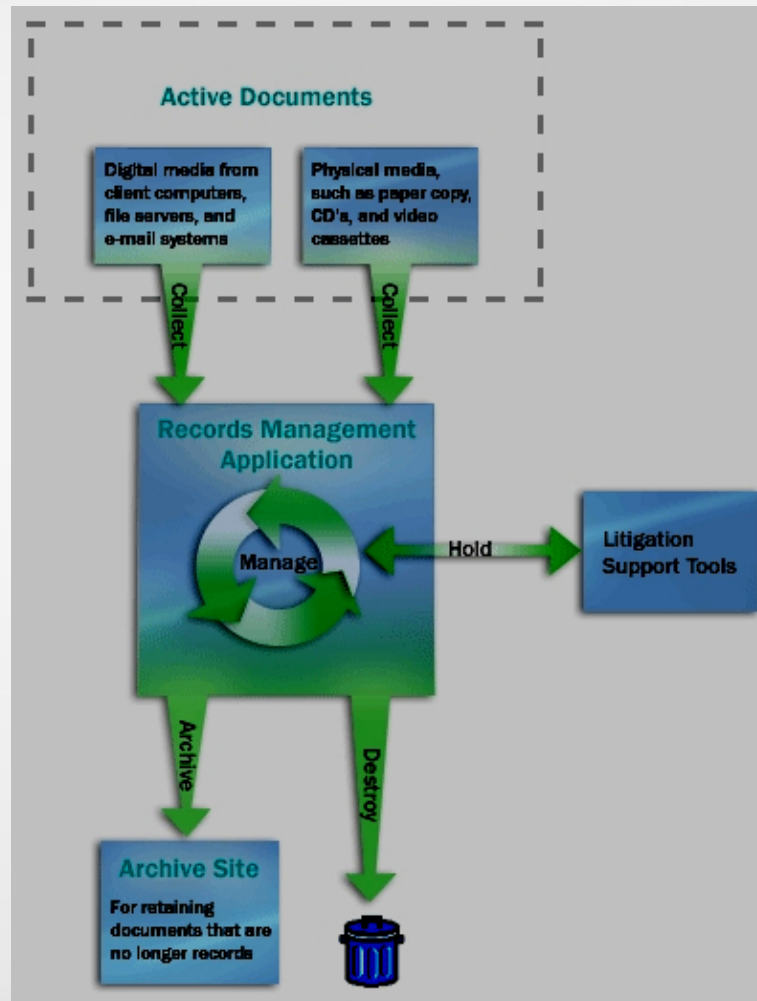 Active Documents
Digital media from
client computers,
file servers, and
e-mail systems
Physical media,
such as paper copy,
CD's, and video
cassettes
Collect
Collect
Records Management
Application
Manage
Hold
Litigation
Support Tools
Archive
Destroy
Archive Site
For retaining
documents that are
no longer records